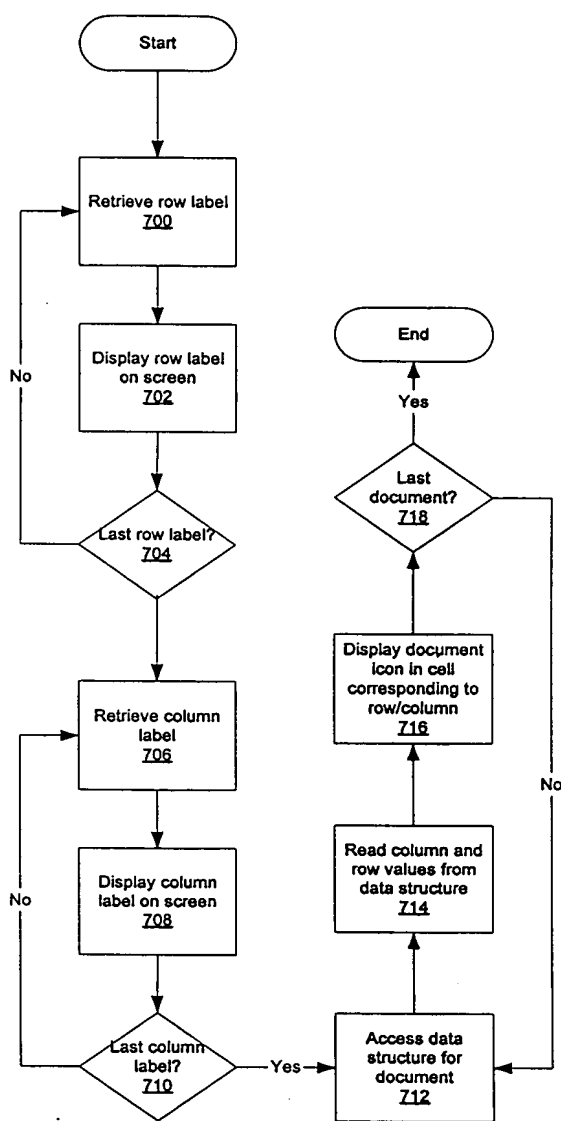 Start
Retrieve row label
700
Display row label
on screen
702
No
Last row label?
704
Retrieve column
label
706
Display column
label on screen
708
No
Last column
label?
710
Yes
Access data
structure for
document
712
Read column and
row values from
data structure
714
Display document
icon in cell
corresponding to
row/column
716
Last
document?
718
No
Yes
End